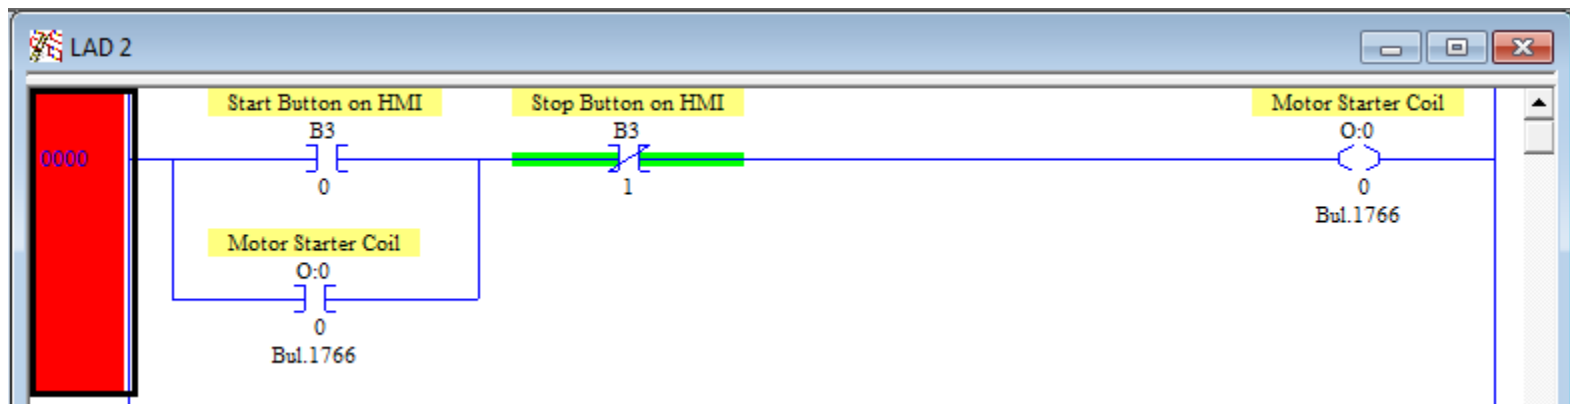 LAD 2
Start Button on HMI
B3
0
Stop Button on HMI
B3
1
Motor Starter Coil
O:0
0
Bul.1766
0000
Motor Starter Coil
O:0
0
Bul.1766